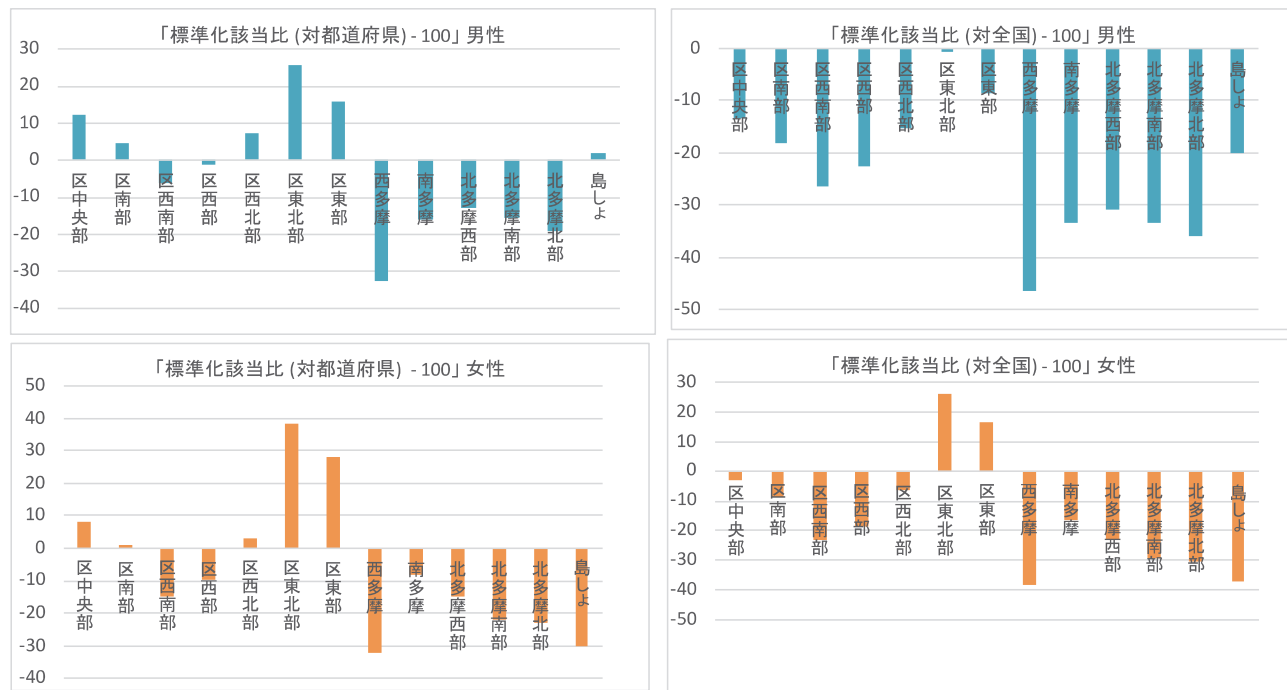 「標準化該当比 (対都道府県) - 100」 男性
30
20
10
0
-10
-20
-30
-40
区中央部
区南部
区西南部
区西部
区西北部
区東北部
区東部
西多摩
南多摩
北多摩西部
北多摩南部
北多摩北部
島しょ
「標準化該当比 (対全国) - 100」 男性
0
-10
-20
-30
-40
-50
区中央部
区南部
区西南部
区西部
区西北部
区東北部
区東部
西多摩
南多摩
北多摩西部
北多摩南部
北多摩北部
島しょ
「標準化該当比 (対都道府県) - 100」 女性
50
40
30
20
10
0
-10
-20
-30
-40
区中央部
区南部
区西南部
区西部
区西北部
区東北部
区東部
西多摩
南多摩
北多摩西部
北多摩南部
北多摩北部
島しょ
「標準化該当比 (対全国) - 100」 女性
30
20
10
0
-10
-20
-30
-40
-50
区中央部
区南部
区西南部
区西部
区西北部
区東北部
区東部
西多摩
南多摩
北多摩西部
北多摩南部
北多摩北部
島しょ